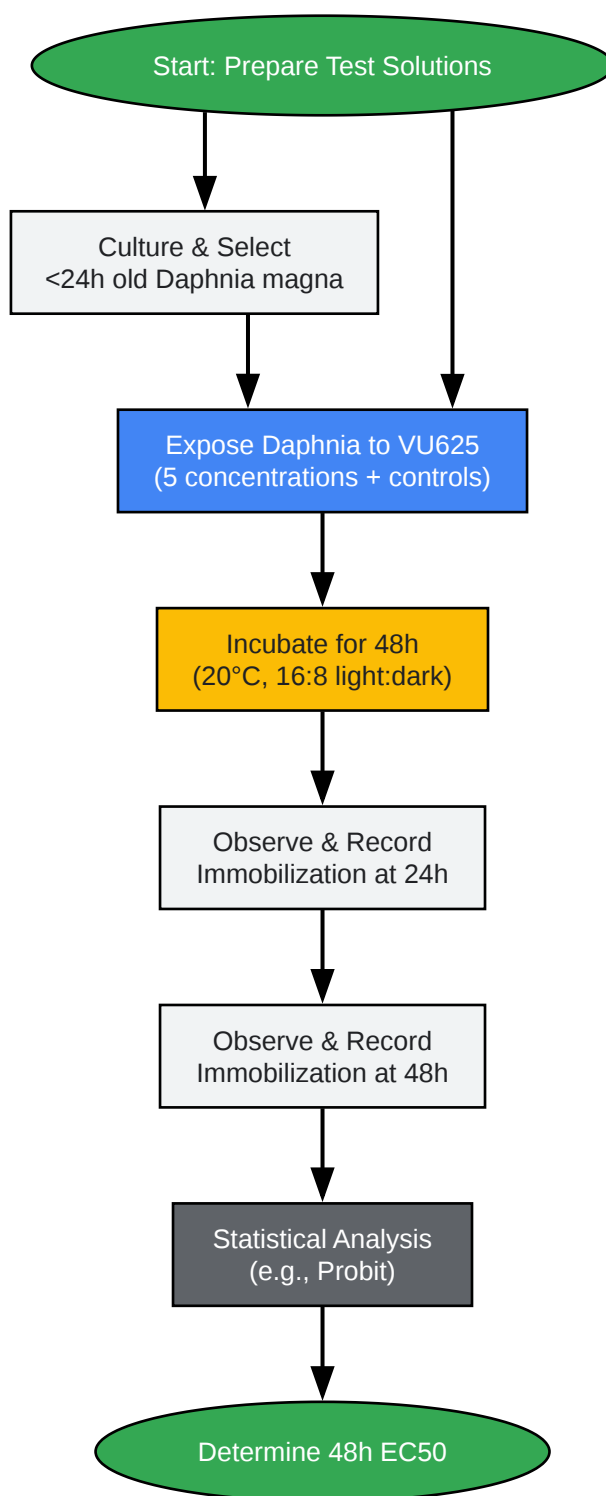 Start: Prepare Test Solutions
Culture & Select
<24h old Daphnia magna
Expose Daphnia to VU625
(5 concentrations + controls)
Incubate for 48h
(20°C, 16:8 light:dark)
Observe & Record
Immobilization at 24h
Observe & Record
Immobilization at 48h
Statistical Analysis
(e.g., Probit)
Determine 48h EC50